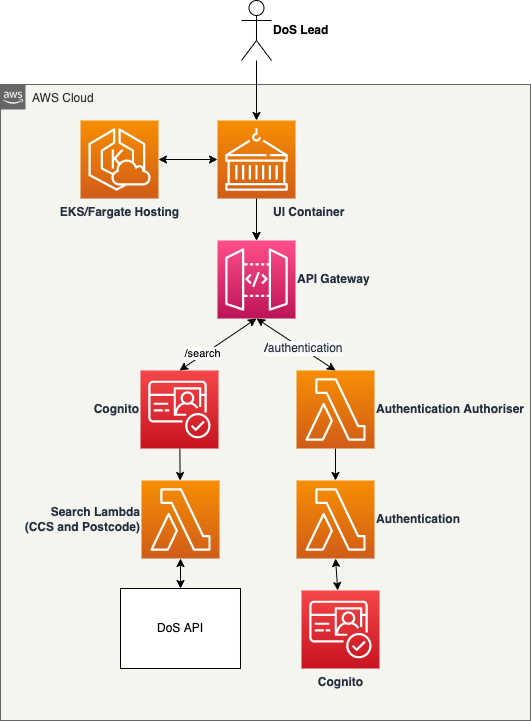 DoS Lead
aws
AWS Cloud
EKS/Fargate Hosting
UI Container
API Gateway
</>
/search
/authentication
Cognito
Authentication Authoriser
Search Lambda
(CCS and Postcode)
Authentication
DoS API
Cognito